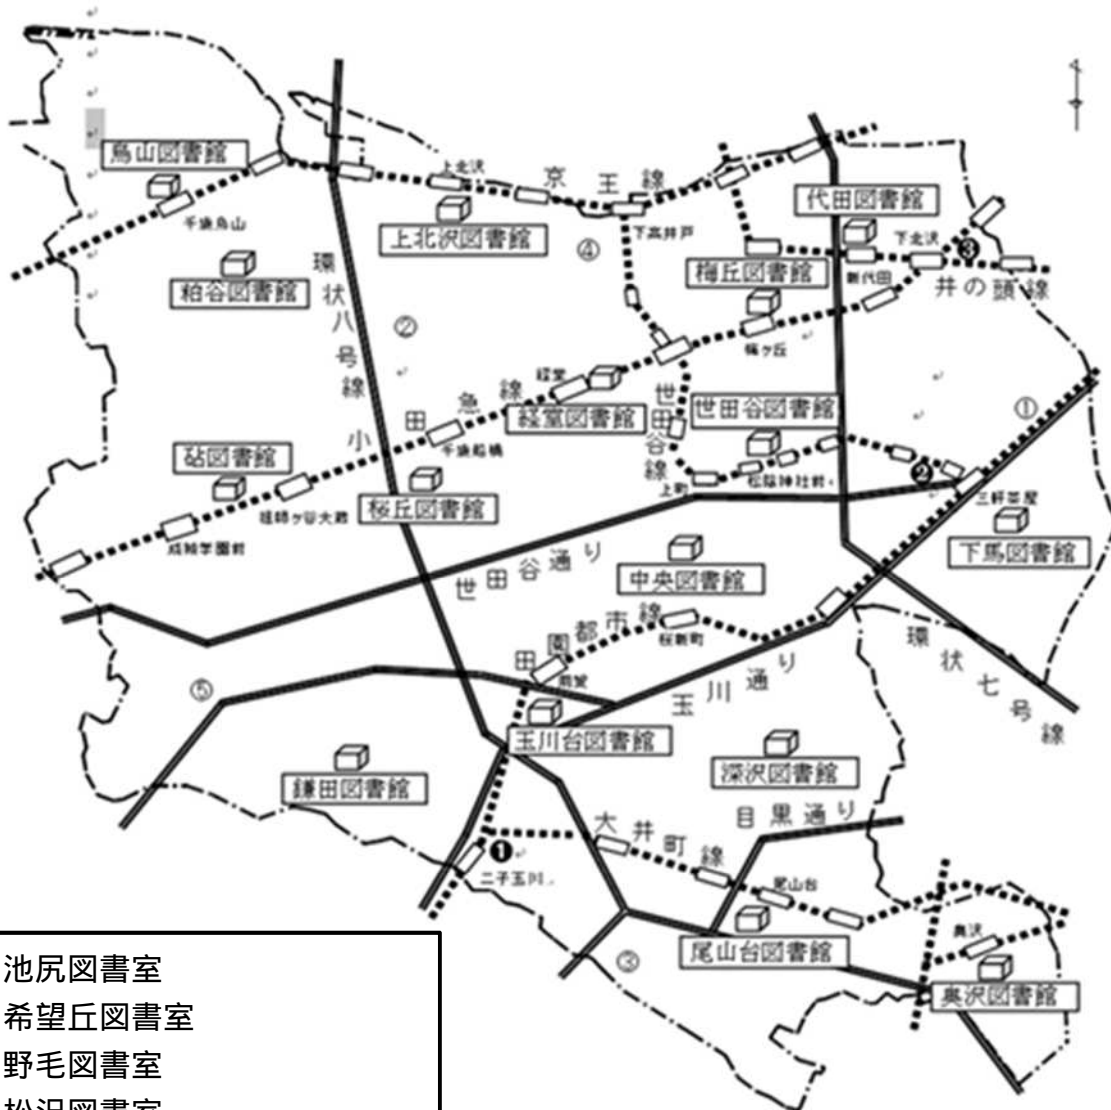 烏山図書館
千歳烏山
粕谷図書館
上北沢
上北沢図書館
京王線
下高井戸
④
代田図書館
下北沢
❸
新代田
梅丘図書館
井の頭線
梅ヶ丘
環状八号線
②
小田急線
経堂
経堂図書館
千歳船橋
世田谷線
世田谷図書館
①
❷
上町
松陰神社前
三軒茶屋
砧図書館
祖師ヶ谷大蔵
成城学園前
桜丘図書館
下馬図書館
中央図書館
世田谷通り
田園都市線
桜新町
用賀
玉川通り
環状七号線
⑤
玉川台図書館
鎌田図書館
深沢図書館
目黒通り
大井町線
❶
二子玉川
尾山台
尾山台図書館
③
奥沢
奥沢図書館
池尻図書室
希望丘図書室
野毛図書室
松沢図書室